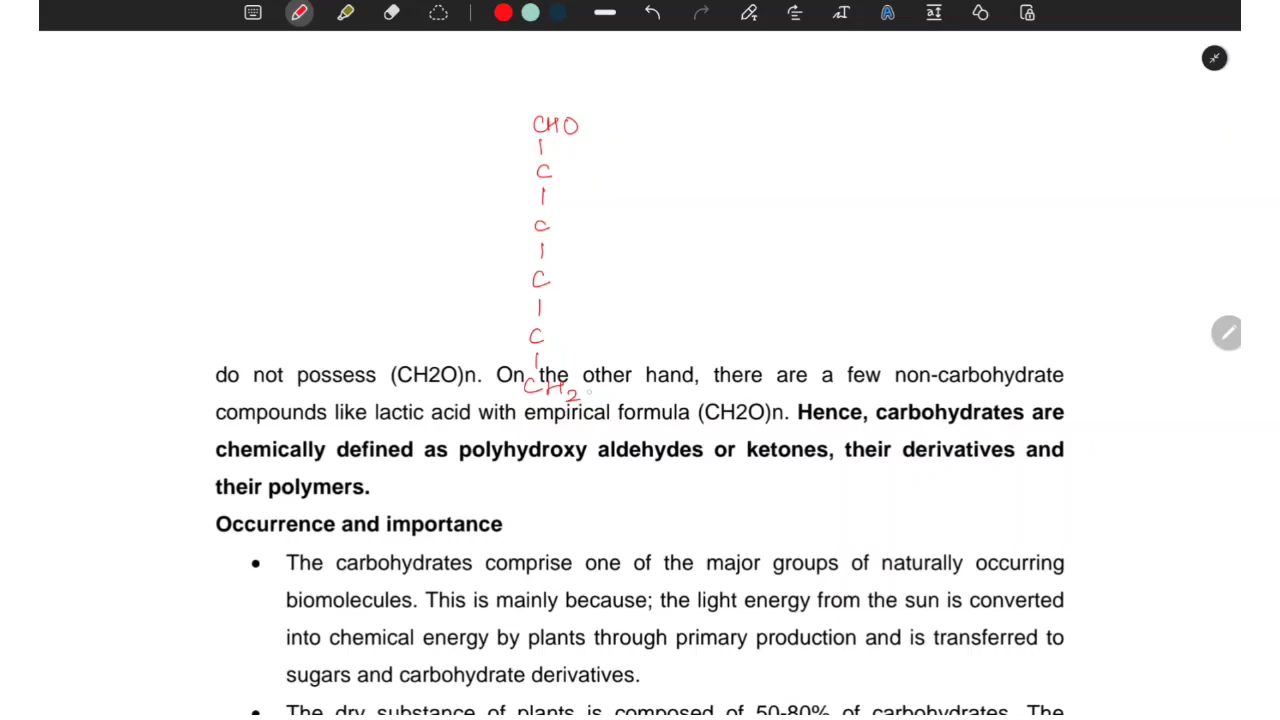 CHO
C
C
C
C
CH2
do not possess (CH2O)n. On the other hand, there are a few non-carbohydrate
compounds like lactic acid with empirical formula (CH2O)n. Hence, carbohydrates are
chemically defined as polyhydroxy aldehydes or ketones, their derivatives and
their polymers.
Occurrence and importance
• The carbohydrates comprise one of the major groups of naturally occurring
biomolecules. This is mainly because; the light energy from the sun is converted
into chemical energy by plants through primary production and is transferred to
sugars and carbohydrate derivatives.
• The dry substance of plants is composed of 50-80% of carbohydrates. The